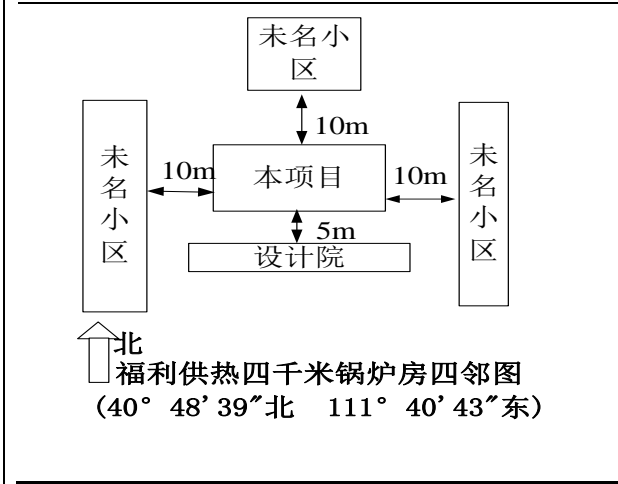 未名小
区
10m
未名小区
10m
本项目
10m
未名小区
5m
设计院
北
福利供热四千米锅炉房四邻图
(40° 48′39″北 111° 40′43″东)